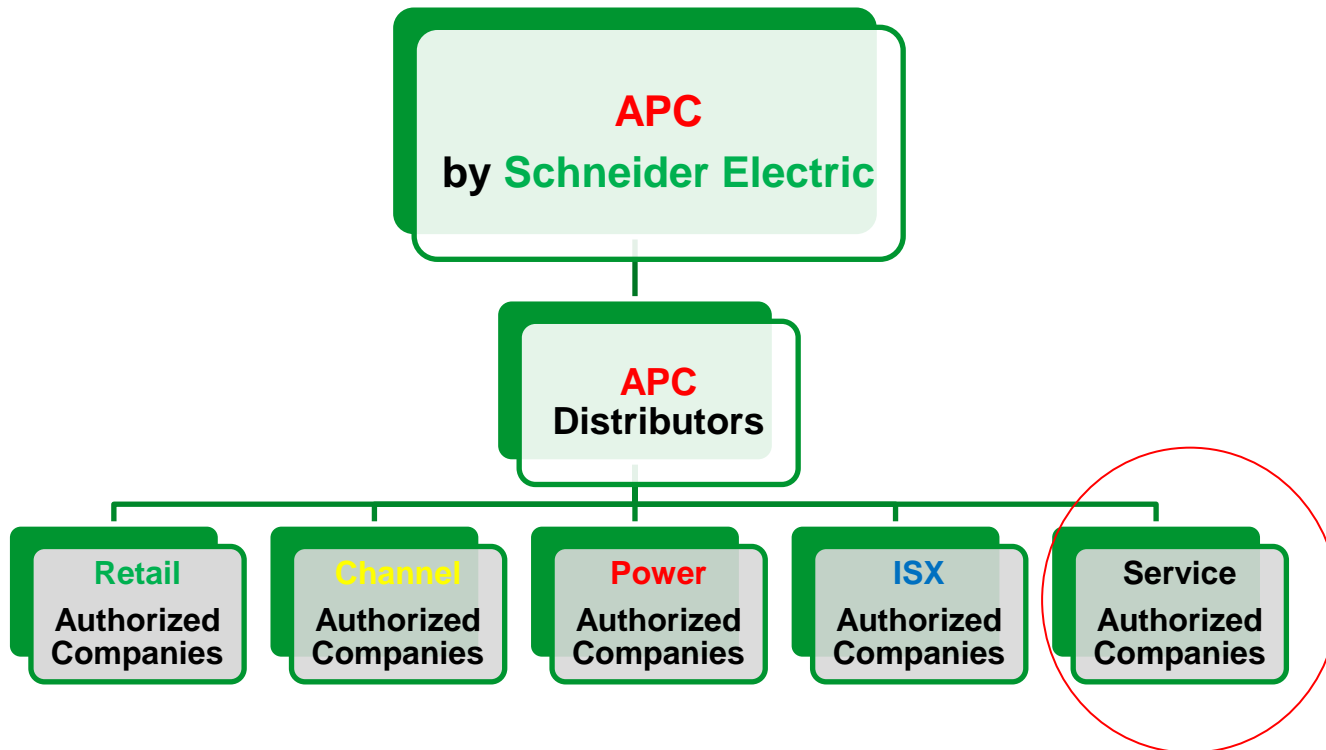 APC
by Schneider Electric
APC
Distributors
Retail
Authorized
Companies
Channel
Authorized
Companies
Power
Authorized
Companies
ISX
Authorized
Companies
Service
Authorized
Companies